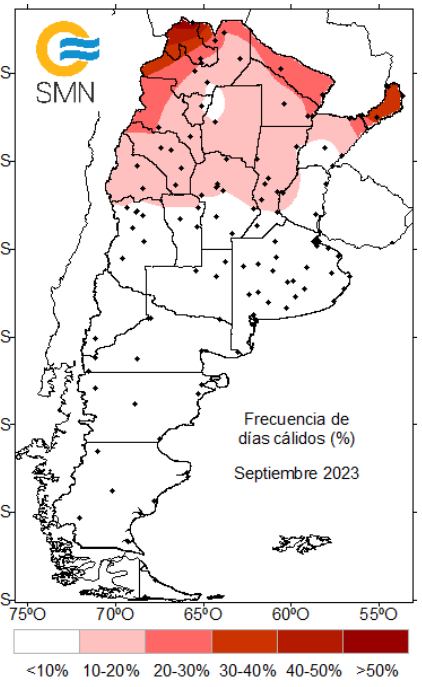 SMN
S
S
S
S
S
S
S
Frecuencia de
días cálidos (%)
Septiembre 2023
75ºO 70ºO 65ºO 60ºO 55ºO
<10% 10-20% 20-30% 30-40% 40-50% >50%